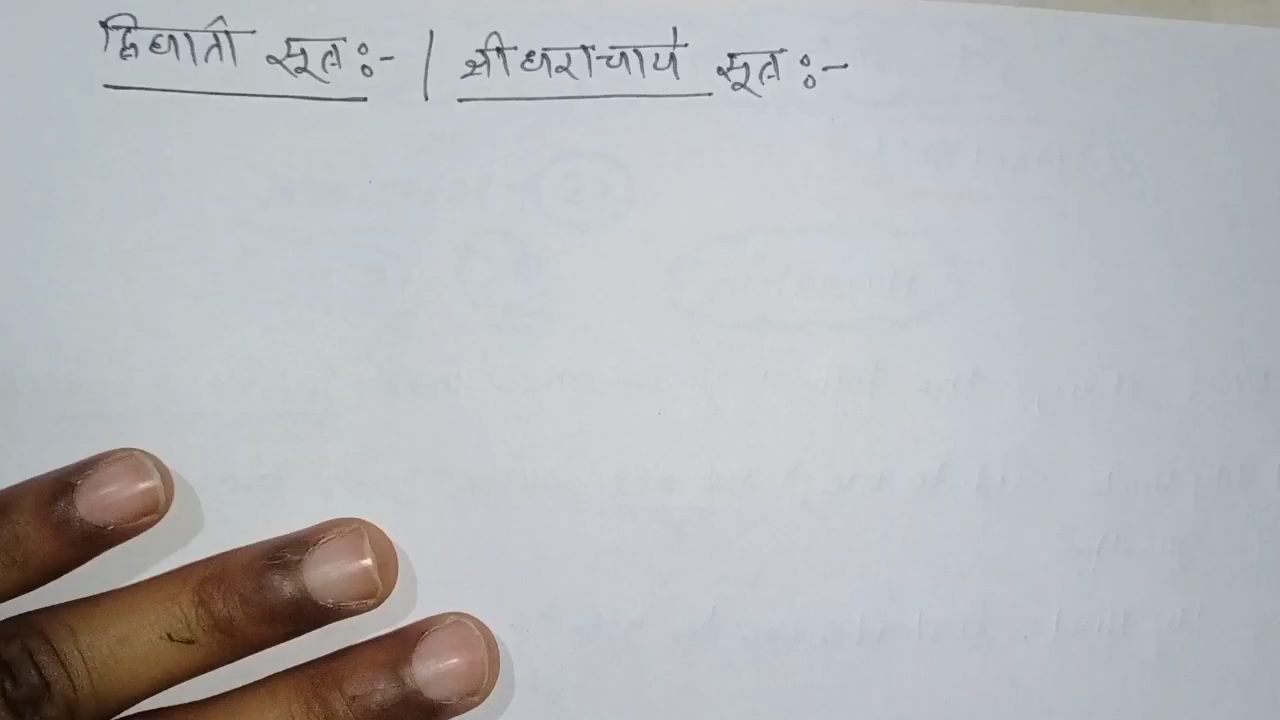 द्विघाती सूत्र :- / श्रीधराचार्य सूत्र :-